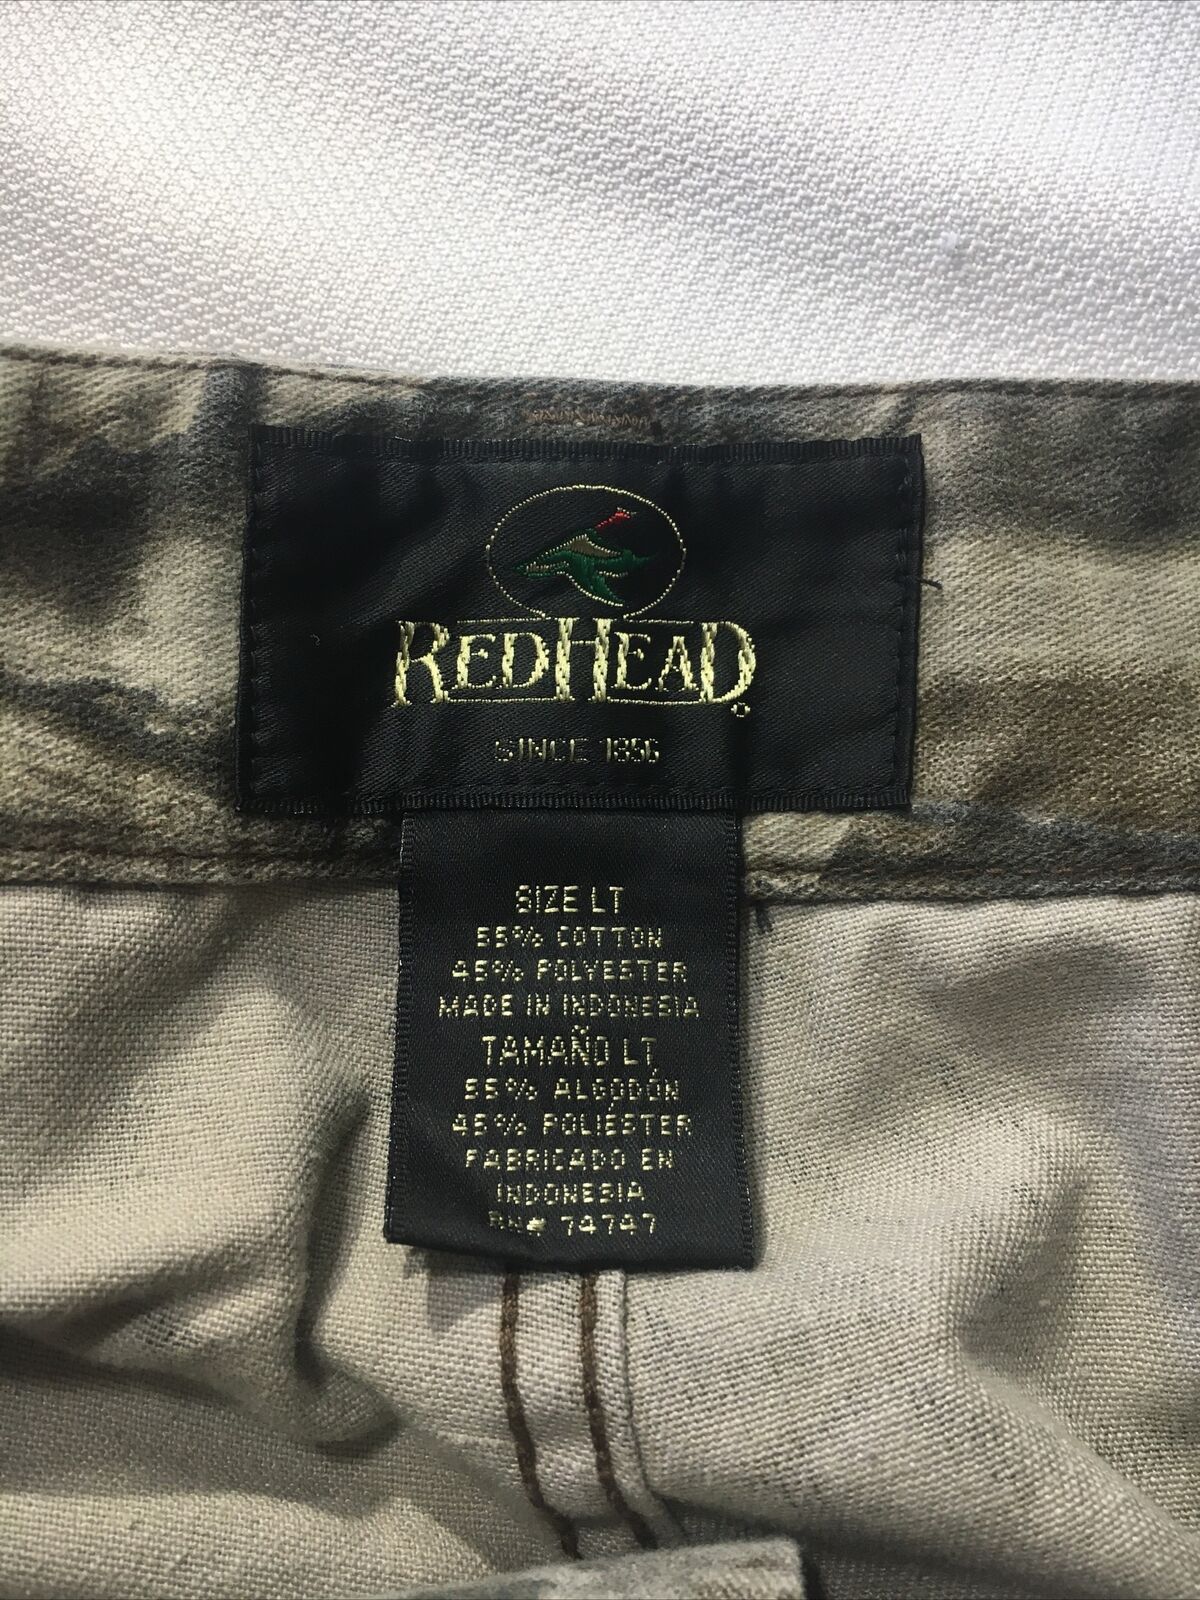 REDHEAD
SINCE 1856
SIZE LT
55% COTTON
45% POLYESTER
MADE IN INDONESIA
TAMAÑO LT
55% ALGODÓN
45% POLIÉSTER
FABRICADO EN
INDONESIA
RN# 74747